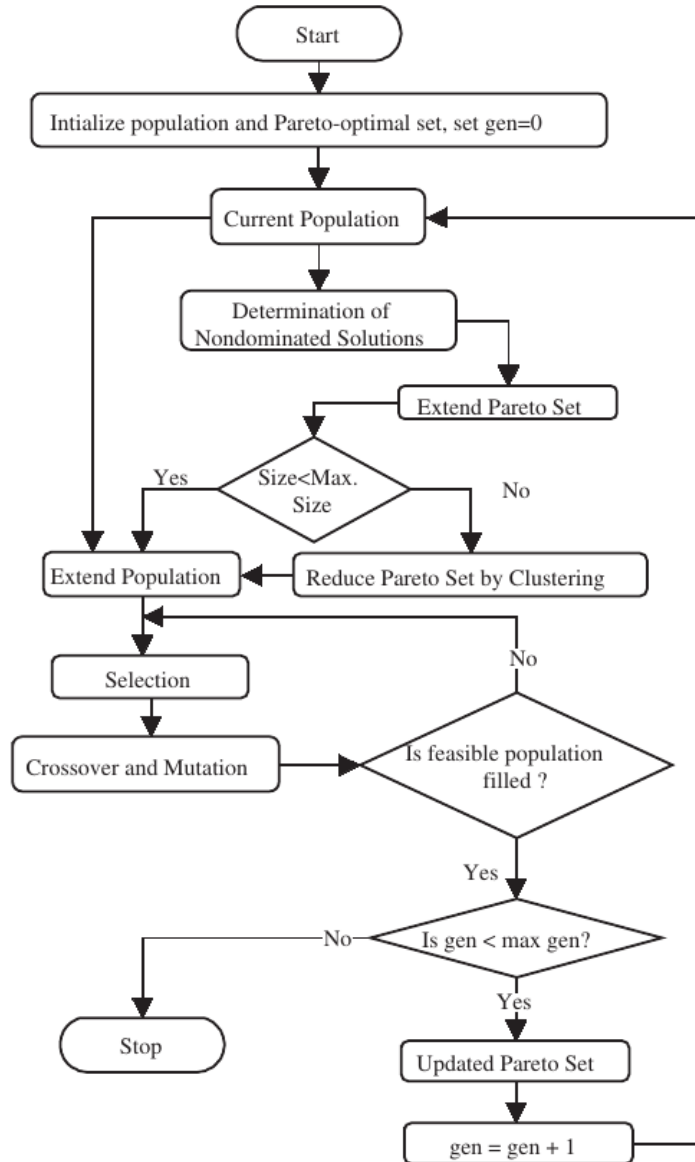 Start
Intialize population and Pareto-optimal set, set gen=0
Current Population
Determination of
Nondominated Solutions
Extend Pareto Set
Size<Max.
Size
Yes
No
Extend Population
Reduce Pareto Set by Clustering
No
Selection
Is feasible population
filled ?
Crossover and Mutation
Yes
Is gen < max gen?
No
Yes
Stop
Updated Pareto Set
gen = gen + 1